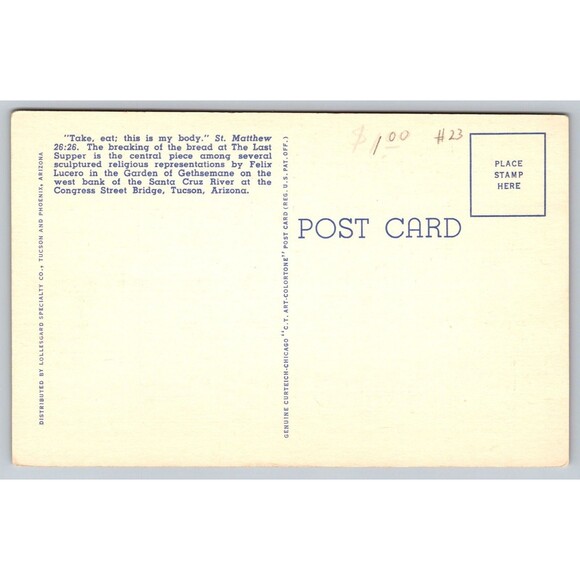 "Take, eat; this is my body." St. Matthew
26:26. The breaking of the bread at The Last
Supper is the central piece among several
sculptured religious representations by Felix
Lucero in the Garden of Gethsemane on the
west bank of the Santa Cruz River at the
Congress Street Bridge, Tucson, Arizona.
DISTRIBUTED BY LOLLESGARD SPECIALTY CO., TUCSON AND PHOENIX, ARIZONA
GENUINE CURTEICH-CHICAGO "C.T. ART-COLORTONE" POST CARD (REG. U.S. PAT. OFF.)
$1.00
#23
PLACE
STAMP
HERE
POST CARD